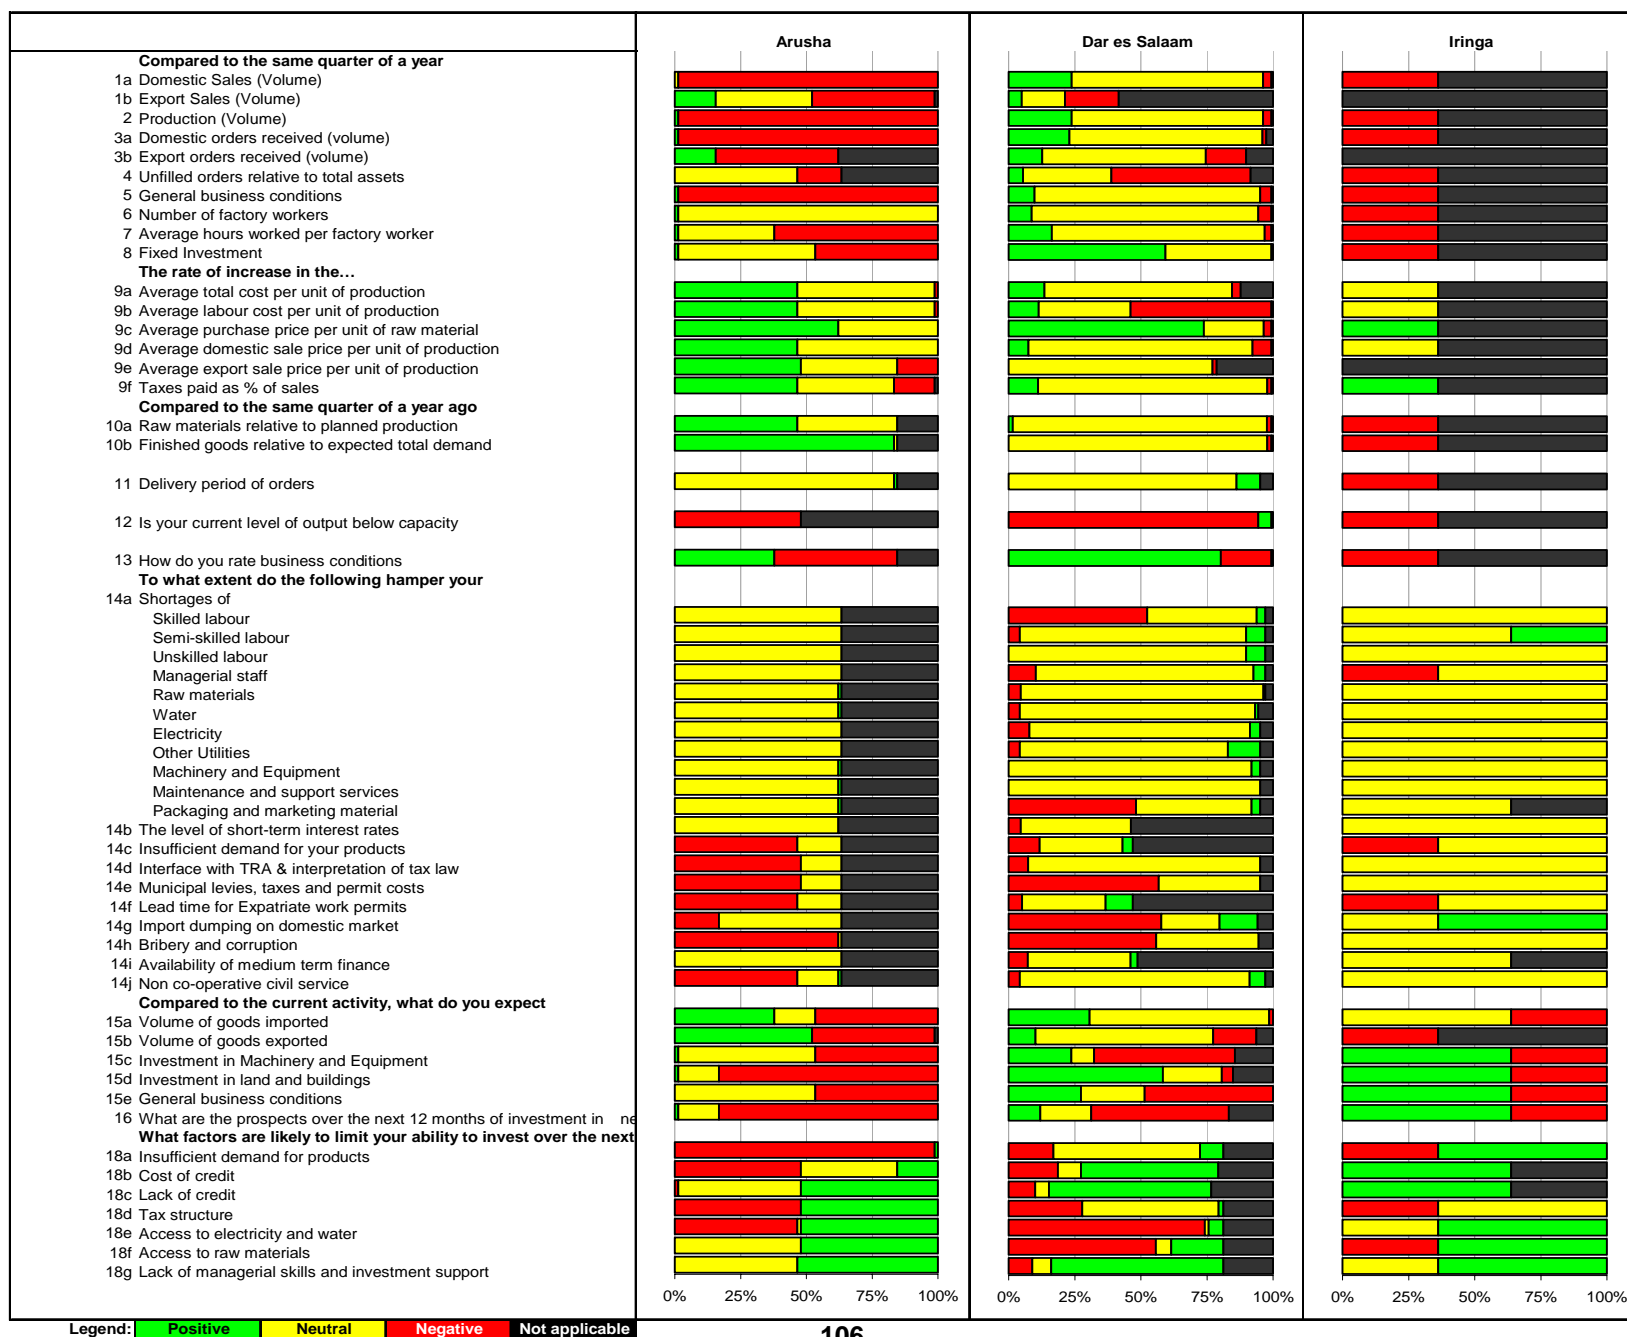 Arusha Dar es Salaam Iringa
Compared to the same quarter of a year
1a Domestic Sales (Volume)
1b Export Sales (Volume)
2 Production (Volume)
3a Domestic orders received (volume)
3b Export orders received (volume)
4 Unfilled orders relative to total assets
5 General business conditions
6 Number of factory workers
7 Average hours worked per factory worker
8 Fixed Investment
The rate of increase in the…
9a Average total cost per unit of production
9b Average labour cost per unit of production
9c Average purchase price per unit of raw material
9d Average domestic sale price per unit of production
9e Average export sale price per unit of production
9f Taxes paid as % of sales
Compared to the same quarter of a year ago
10a Raw materials relative to planned production
10b Finished goods relative to expected total demand
11 Delivery period of orders
12 Is your current level of output below capacity
13 How do you rate business conditions
To what extent do the following hamper your
14a Shortages of
Skilled labour
Semi-skilled labour
Unskilled labour
Managerial staff
Raw materials
Water
Electricity
Other Utilities
Machinery and Equipment
Maintenance and support services
Packaging and marketing material
14b The level of short-term interest rates
14c Insufficient demand for your products
14d Interface with TRA & interpretation of tax law
14e Municipal levies, taxes and permit costs
14f Lead time for Expatriate work permits
14g Import dumping on domestic market
14h Bribery and corruption
14i Availability of medium term finance
14j Non co-operative civil service
Compared to the current activity, what do you expect
15a Volume of goods imported
15b Volume of goods exported
15c Investment in Machinery and Equipment
15d Investment in land and buildings
15e General business conditions
16 What are the prospects over the next 12 months of investment in ne
What factors are likely to limit your ability to invest over the next
18a Insufficient demand for products
18b Cost of credit
18c Lack of credit
18d Tax structure
18e Access to electricity and water
18f Access to raw materials
18g Lack of managerial skills and investment support
0% 25% 50% 75% 100% 0% 25% 50% 75% 100% 0% 25% 50% 75% 100%
Legend: Positive Neutral Negative Not applicable
106